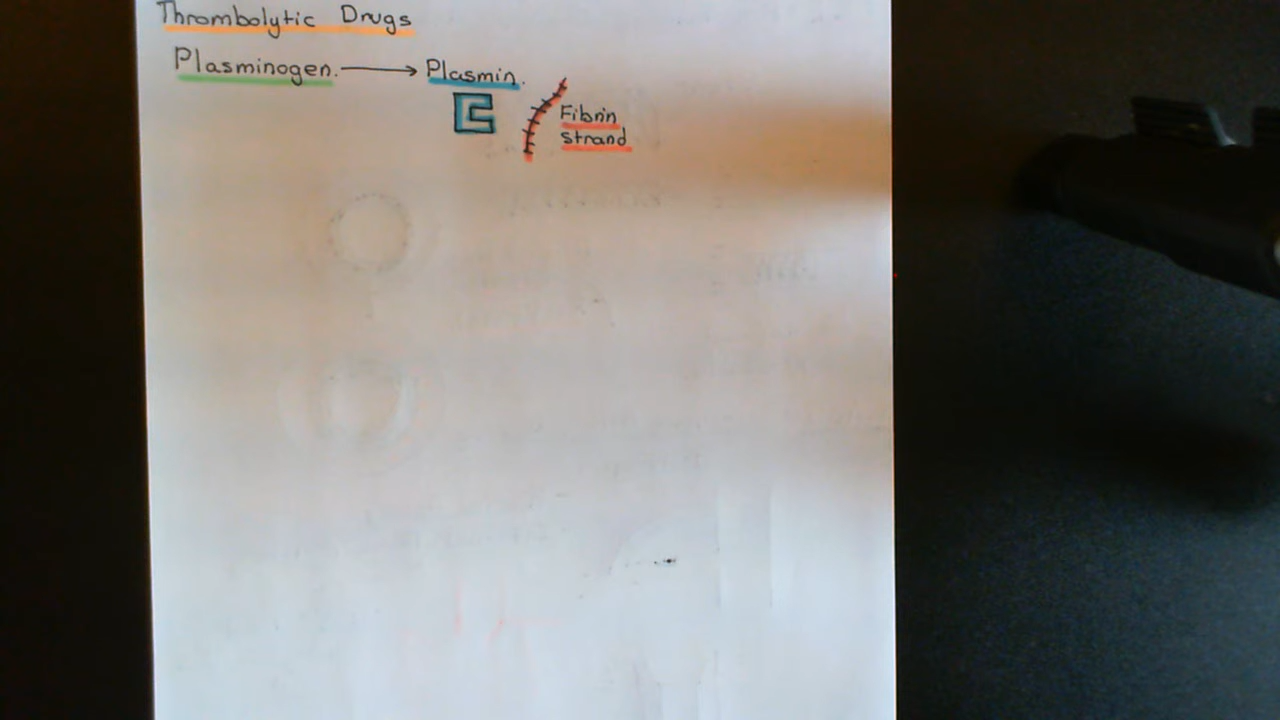 Thrombolytic Drugs
Plasminogen. → Plasmin.
Fibrin
strand